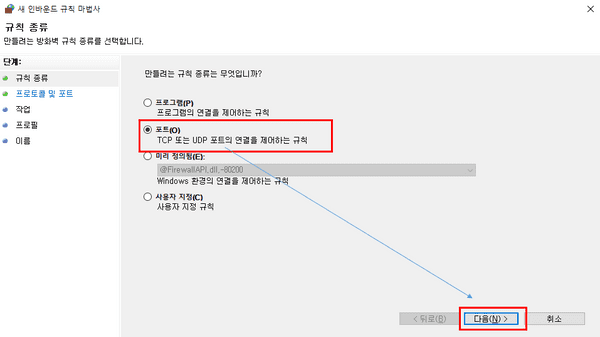 새 인바운드 규칙 마법사
규칙 종류
만들려는 방화벽 규칙 종류를 선택합니다.
단계:
규칙 종류
프로토콜 및 포트
작업
프로필
이름
만들려는 규칙 종류는 무엇입니까?
프로그램(P)
프로그램의 연결을 제어하는 규칙
포트(O)
TCP 또는 UDP 포트의 연결을 제어하는 규칙
미리 정의됨(E):
@FirewallAPI.dll,-80200
Windows 환경의 연결을 제어하는 규칙
사용자 지정(C)
사용자 지정 규칙
< 뒤로(B)
다음(N) >
취소